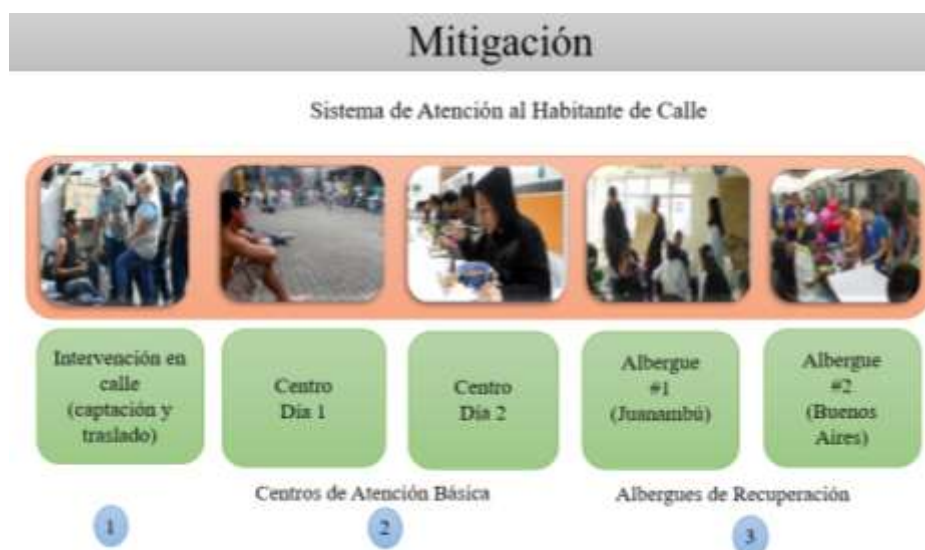 Mitigación
Sistema de Atención al Habitante de Calle
Intervención en
calle
(captación y
traslado)
Centro
Día 1
Centro
Día 2
Albergue
#1
(Juanambú)
Albergue
#2
(Buenos
Aires)
Centros de Atención Básica
Albergues de Recuperación
1
2
3